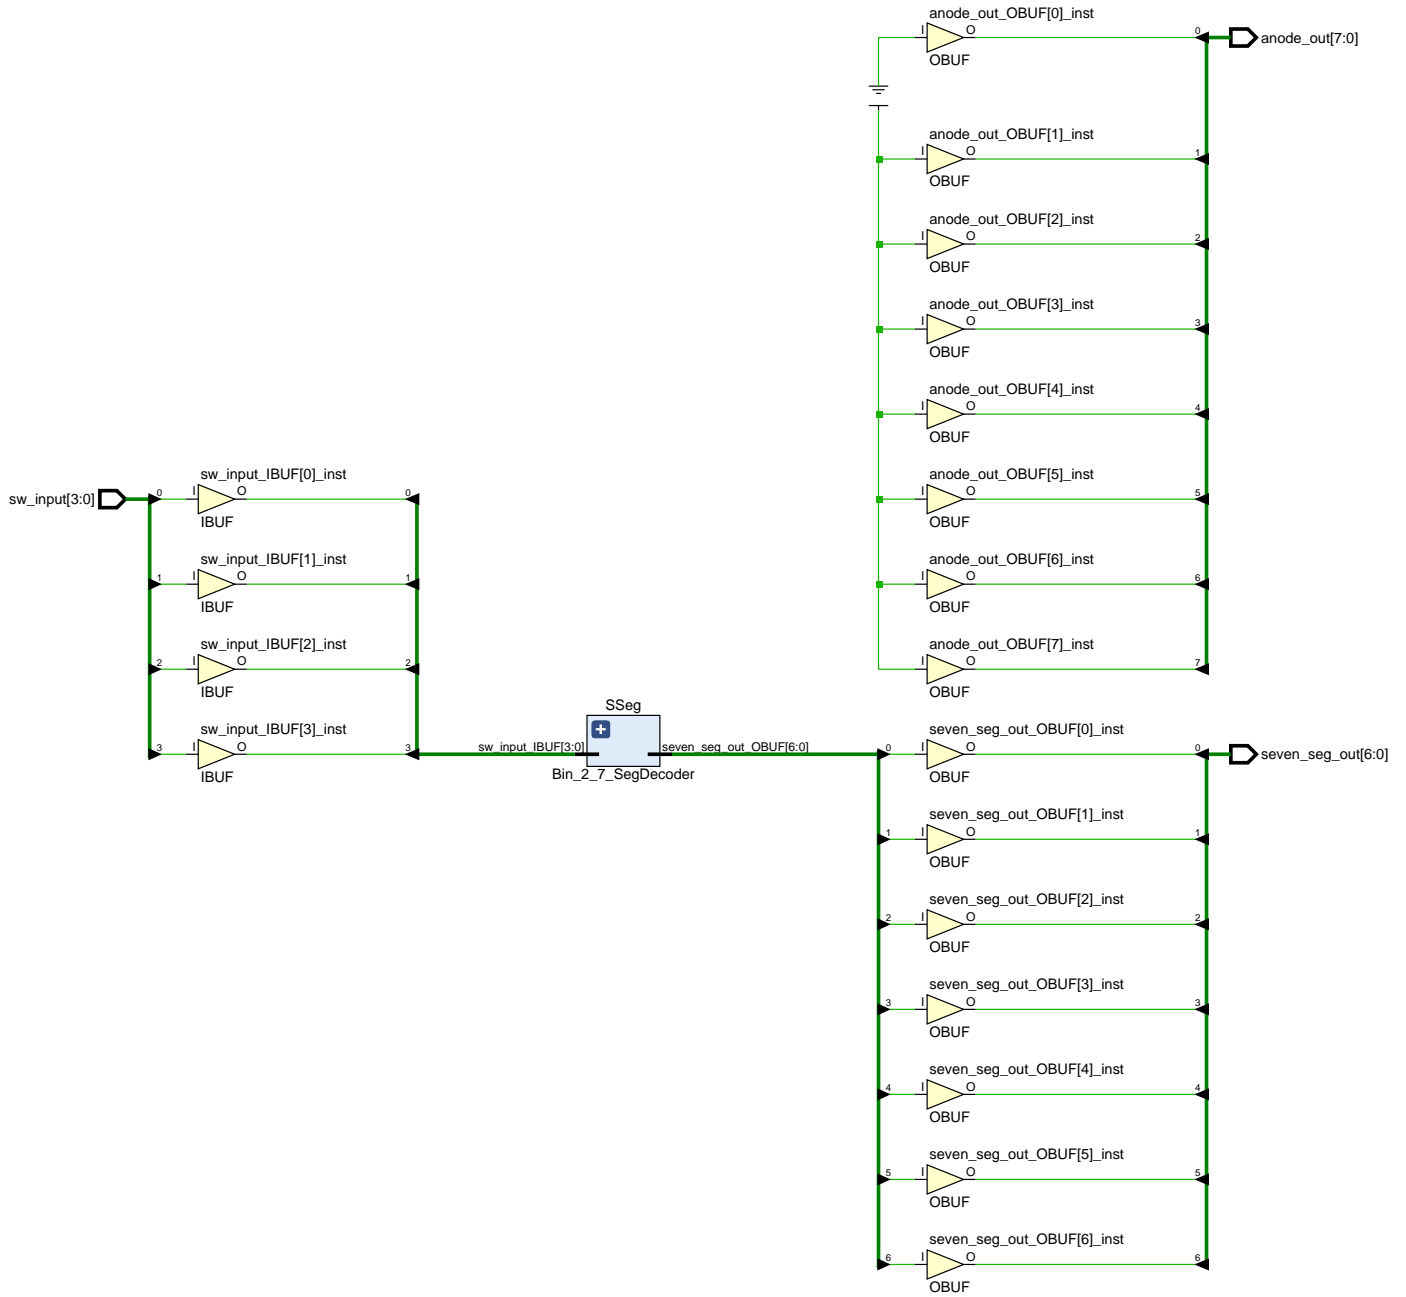 anode_out_OBUF[0]_inst
I O 0 anode_out[7:0]
OBUF
anode_out_OBUF[1]_inst
I O 1
OBUF
anode_out_OBUF[2]_inst
I O 2
OBUF
anode_out_OBUF[3]_inst
I O 3
OBUF
anode_out_OBUF[4]_inst
I O 4
OBUF
sw_input_IBUF[0]_inst anode_out_OBUF[5]_inst
sw_input[3:0] 0 I O 0 I O 5
IBUF OBUF
sw_input_IBUF[1]_inst anode_out_OBUF[6]_inst
1 I O 1 I O 6
IBUF OBUF
sw_input_IBUF[2]_inst anode_out_OBUF[7]_inst
2 I O 2 I O 7
IBUF OBUF
SSeg
sw_input_IBUF[3]_inst seven_seg_out_OBUF[0]_inst
3 I O 3 sw_input_IBUF[3:0] seven_seg_out_OBUF[6:0] 0 I O 0 seven_seg_out[6:0]
IBUF Bin_2_7_SegDecoder OBUF
seven_seg_out_OBUF[1]_inst
1 I O 1
OBUF
seven_seg_out_OBUF[2]_inst
2 I O 2
OBUF
seven_seg_out_OBUF[3]_inst
3 I O 3
OBUF
seven_seg_out_OBUF[4]_inst
4 I O 4
OBUF
seven_seg_out_OBUF[5]_inst
5 I O 5
OBUF
seven_seg_out_OBUF[6]_inst
6 I O 6
OBUF